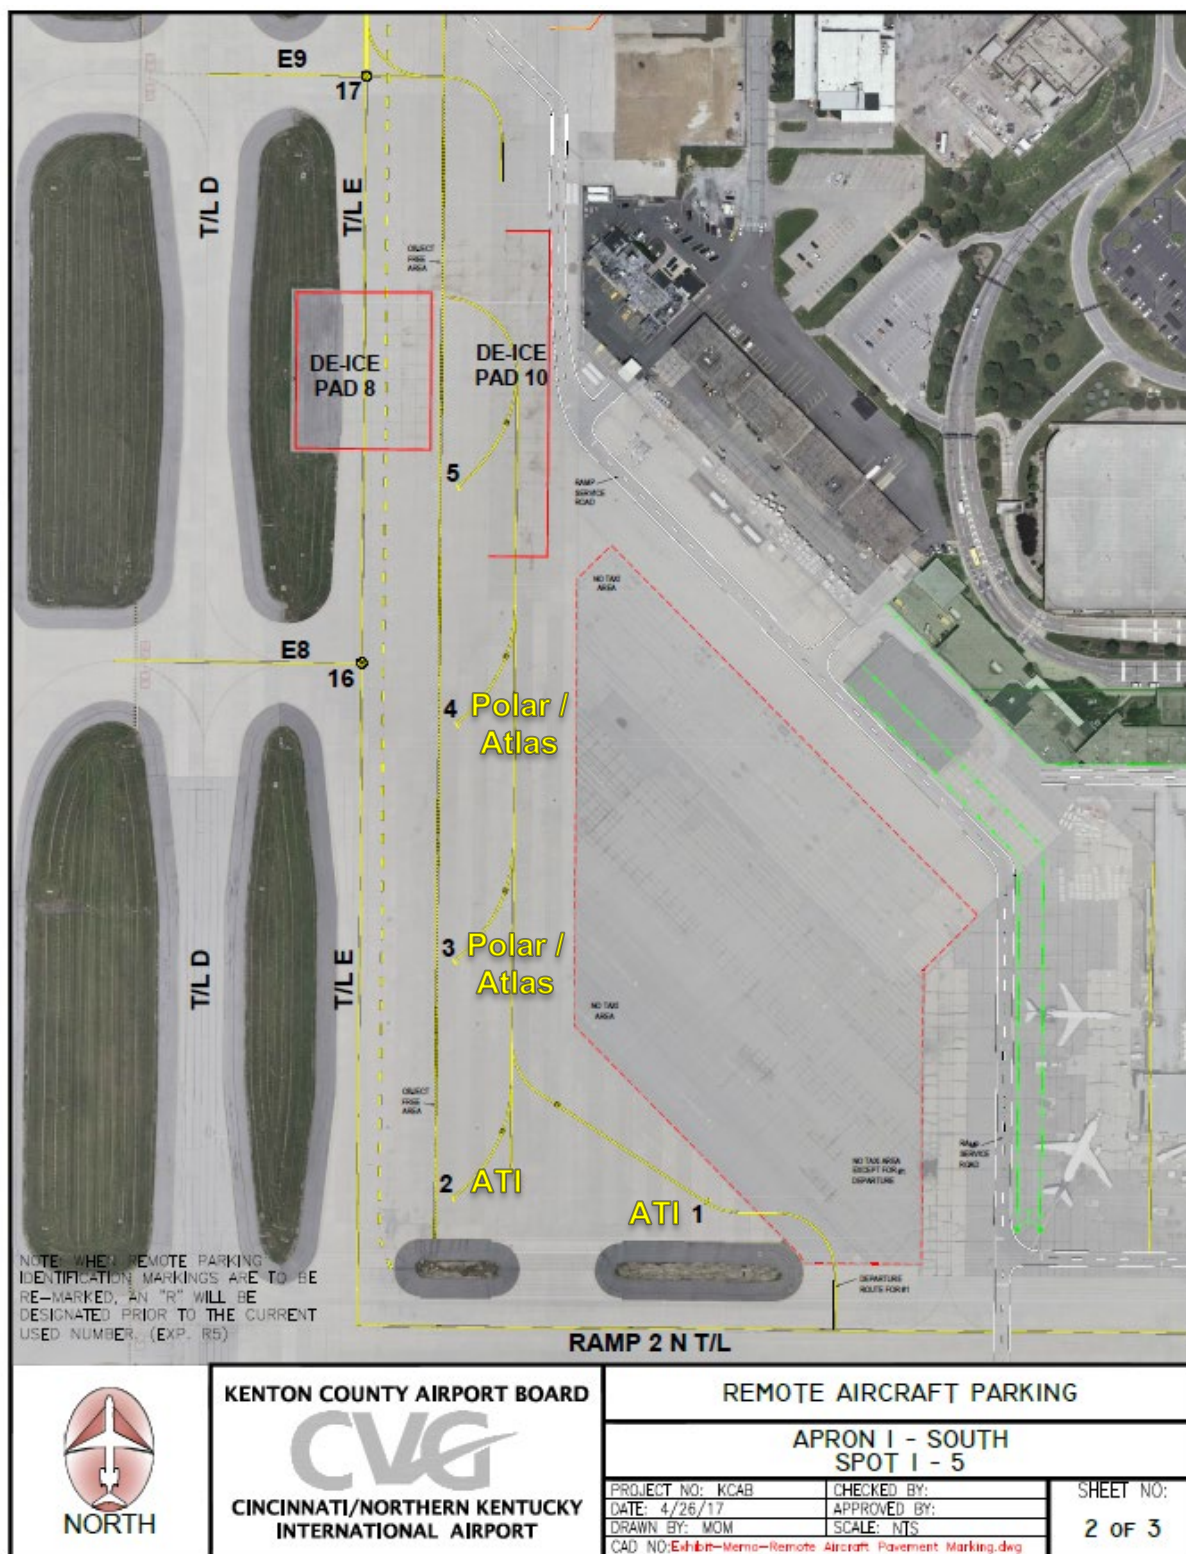 E9
17
T/L D
T/L E
OBJECT
FREE
AREA
DE-ICE
PAD 8
DE-ICE
PAD 10
5
RAMP
SERVICE
ROAD
NO TAXI
AREA
E8
16
4
Polar /
Atlas
3
Polar /
Atlas
T/L D
T/L E
NO TAXI
AREA
OBJECT
FREE
AREA
2
ATI
ATI 1
NO TAXI AREA
EXCEPT FOR #1
DEPARTURE
RAMP
SERVICE
ROAD
DEPARTURE
ROUTE FOR #1
NOTE: WHEN REMOTE PARKING
IDENTIFICATION MARKINGS ARE TO BE
RE-MARKED, AN "R" WILL BE
DESIGNATED PRIOR TO THE CURRENT
USED NUMBER. (EXP. R5)
RAMP 2 N T/L
NORTH
KENTON COUNTY AIRPORT BOARD
CVG
CINCINNATI/NORTHERN KENTUCKY
INTERNATIONAL AIRPORT
REMOTE AIRCRAFT PARKING
APRON 1 - SOUTH
SPOT 1 - 5
PROJECT NO: KCAB
CHECKED BY:
DATE: 4/26/17
APPROVED BY:
DRAWN BY: MOM
SCALE: NTS
CAD NO:Exhibit-Memo-Remote Aircraft Pavement Marking.dwg
SHEET NO:
2 OF 3